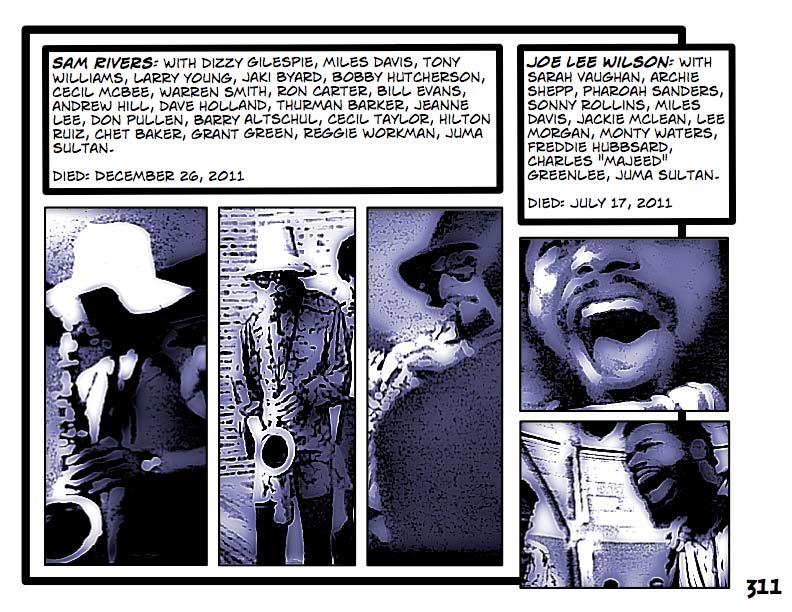 SAM RIVERS: WITH DIZZY GILESPIE, MILES DAVIS, TONY
WILLIAMS, LARRY YOUNG, JAKI BYARD, BOBBY HUTCHERSON,
CECIL MCBEE, WARREN SMITH, RON CARTER, BILL EVANS,
ANDREW HILL, DAVE HOLLAND, THURMAN BARKER, JEANNE
LEE, DON PULLEN, BARRY ALTSCHUL, CECIL TAYLOR, HILTON
RUIZ, CHET BAKER, GRANT GREEN, REGGIE WORKMAN, JUMA
SULTAN.
DIED: DECEMBER 26, 2011
JOE LEE WILSON: WITH
SARAH VAUGHAN, ARCHIE
SHEPP, PHAROAH SANDERS,
SONNY ROLLINS, MILES
DAVIS, JACKIE MCLEAN, LEE
MORGAN, MONTY WATERS,
FREDDIE HUBBSARD,
CHARLES "MAJEED"
GREENLEE, JUMA SULTAN.
DIED: JULY 17, 2011
311